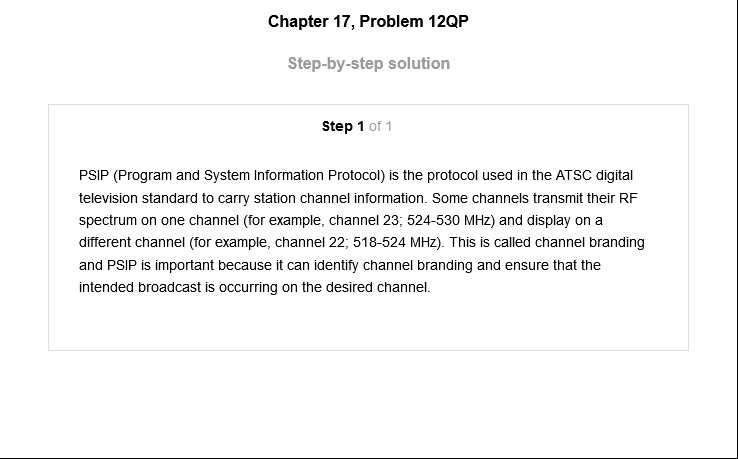 Chapter 17, Problem 12QP
Step-by-step solution
Step 1 of 1
PSIP (Program and System Information Protocol) is the protocol used in the ATSC digital
television standard to carry station channel information. Some channels transmit their RF
spectrum on one channel (for example, channel 23; 524-530 MHz) and display on a
different channel (for example, channel 22; 518-524 MHz). This is called channel branding
and PSIP is important because it can identify channel branding and ensure that the
intended broadcast is occurring on the desired channel.